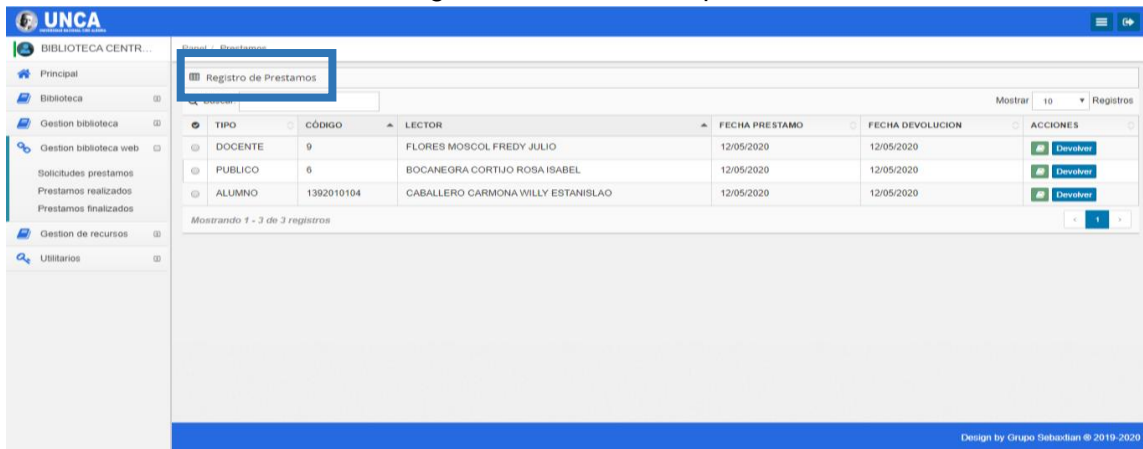 UNCA
BIBLIOTECA CENTR...
Panel / Prestamos
Principal
Biblioteca
Gestion biblioteca
Gestion biblioteca web
Solicitudes prestamos
Prestamos realizados
Prestamos finalizados
Gestion de recursos
Utilitarios
Registro de Prestamos
Buscar:
Mostrar 10 Registros
TIPO CÓDIGO LECTOR FECHA PRESTAMO FECHA DEVOLUCION ACCIONES
DOCENTE 9 FLORES MOSCOL FREDY JULIO 12/05/2020 12/05/2020 Devolver
PUBLICO 6 BOCANEGRA CORTIJO ROSA ISABEL 12/05/2020 12/05/2020 Devolver
ALUMNO 1392010104 CABALLERO CARMONA WILLY ESTANISLAO 12/05/2020 12/05/2020 Devolver
Mostrando 1 - 3 de 3 registros
‹ 1 ›
Design by Grupo Sebaxdian ® 2019-2020